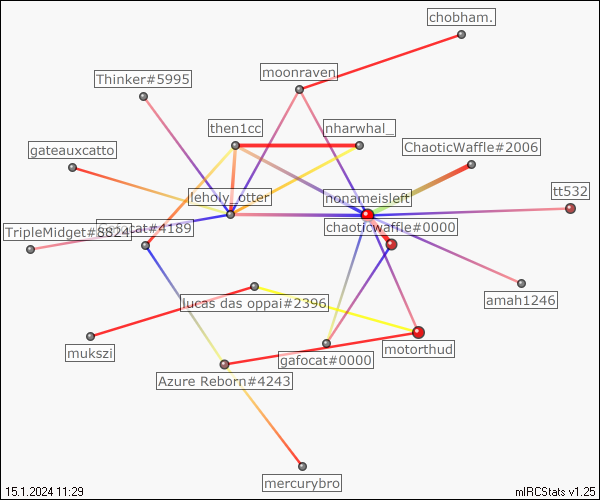 chobham.
moonraven
Thinker#5995
then1cc
nharwhal_
ChaoticWaffle#2006
gateauxcatto
tt532
leholy_otter
nonameisleft
TripleMidget#8824
cat#4189
chaoticwaffle#0000
lucas das oppai#2396
amah1246
mukszi
gafocat#0000
motorthud
Azure Reborn#4243
mercurybro
15.1.2024 11:29
mIRCStats v1.25